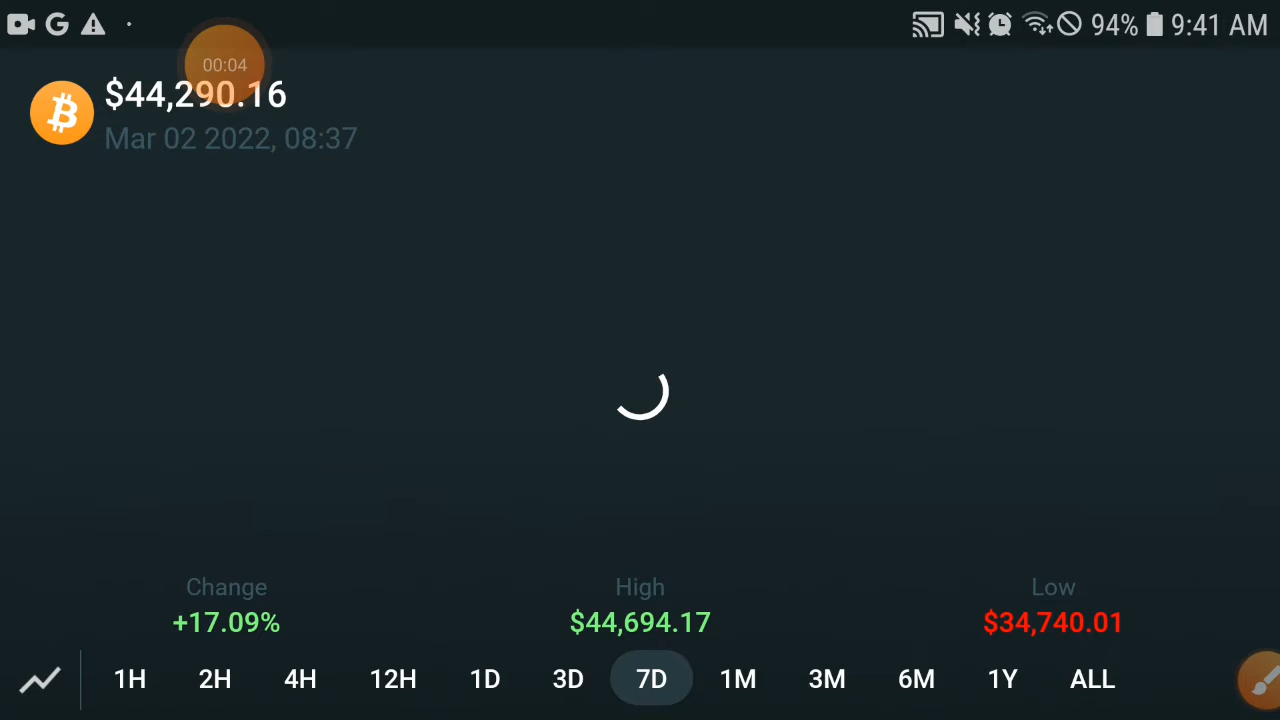 94% 9:41 AM
00:04
$44,290.16
Mar 02 2022, 08:37
Change High Low
+17.09% $44,694.17 $34,740.01
1H 2H 4H 12H 1D 3D 7D 1M 3M 6M 1Y ALL